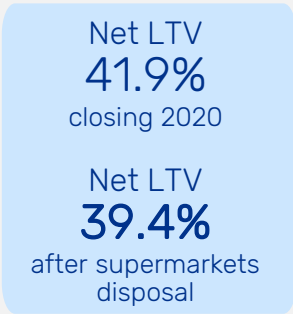 Net LTV
41.9%
closing 2020
Net LTV
39.4%
after supermarkets
disposal